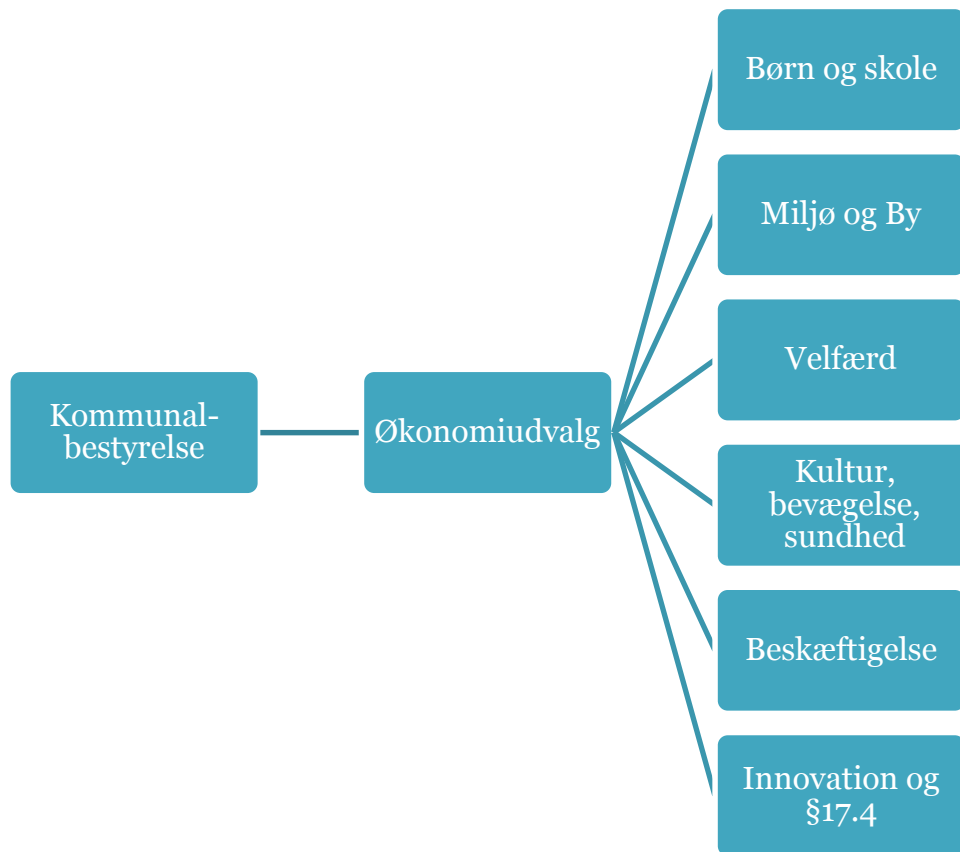 Børn og skole
Miljø og By
Velfærd
Kommunal-
bestyrelse
Økonomiudvalg
Kultur,
bevægelse,
sundhed
Beskæftigelse
Innovation og
§17.4